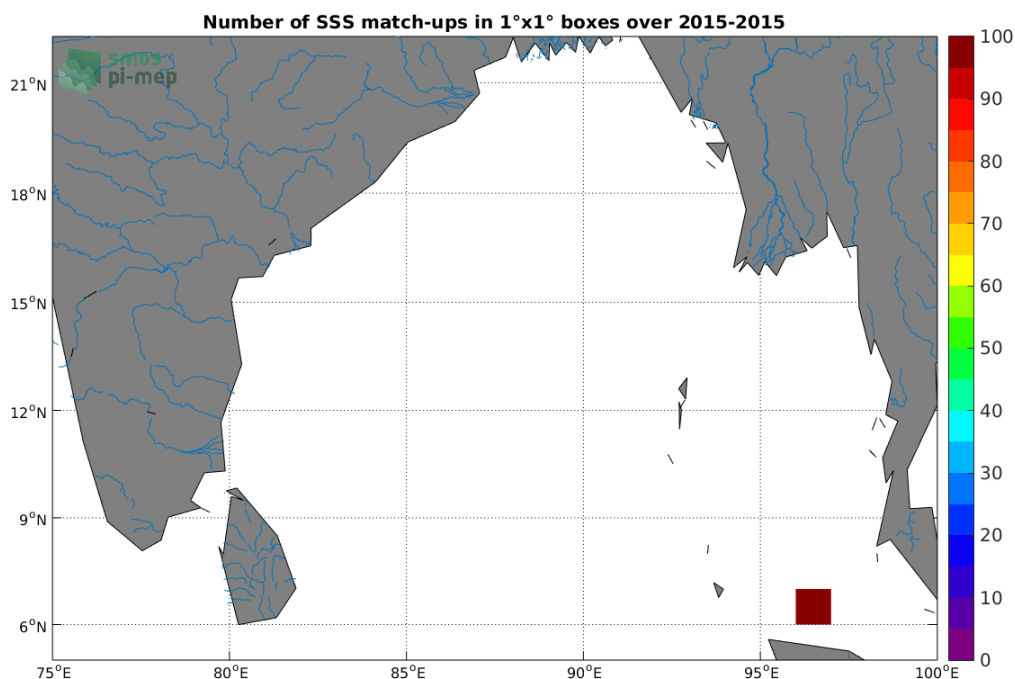 Number of SSS match-ups in 1°x1° boxes over 2015-2015
smos
pi-mep
21°N
18°N
15°N
12°N
9°N
6°N
75°E
80°E
85°E
90°E
95°E
100°E
100
90
80
70
60
50
40
30
20
10
0